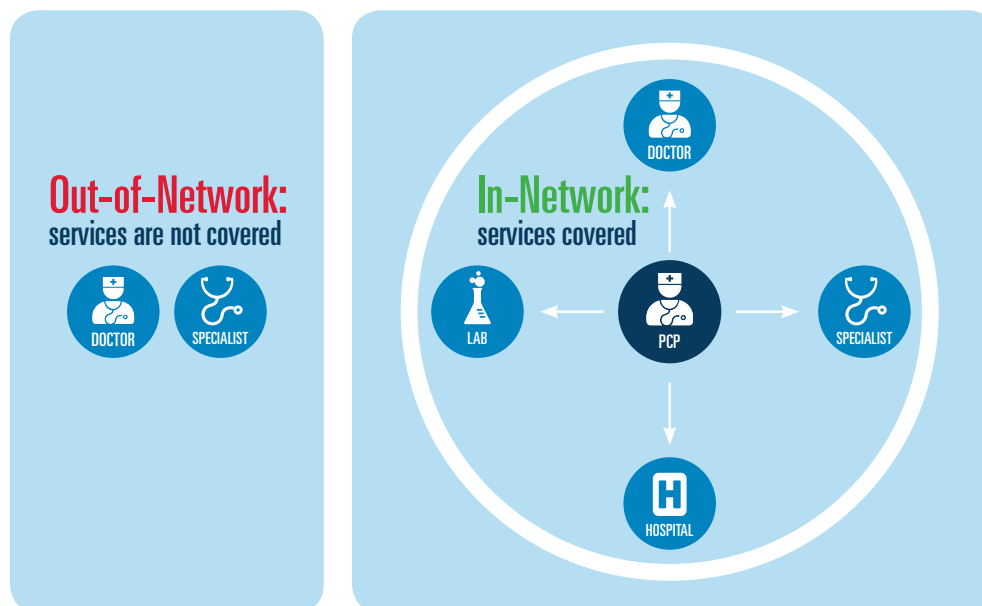 Out-of-Network:
services are not covered
DOCTOR
SPECIALIST
In-Network:
services covered
DOCTOR
LAB
PCP
SPECIALIST
H
HOSPITAL